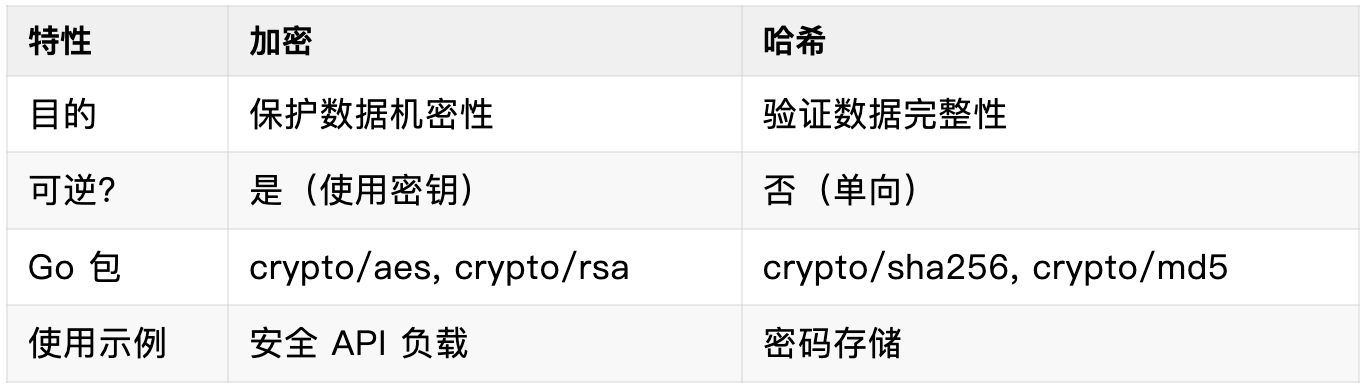 特性 加密 哈希
目的 保护数据机密性 验证数据完整性
可逆? 是（使用密钥） 否（单向）
Go 包 crypto/aes, crypto/rsa crypto/sha256, crypto/md5
使用示例 安全 API 负载 密码存储